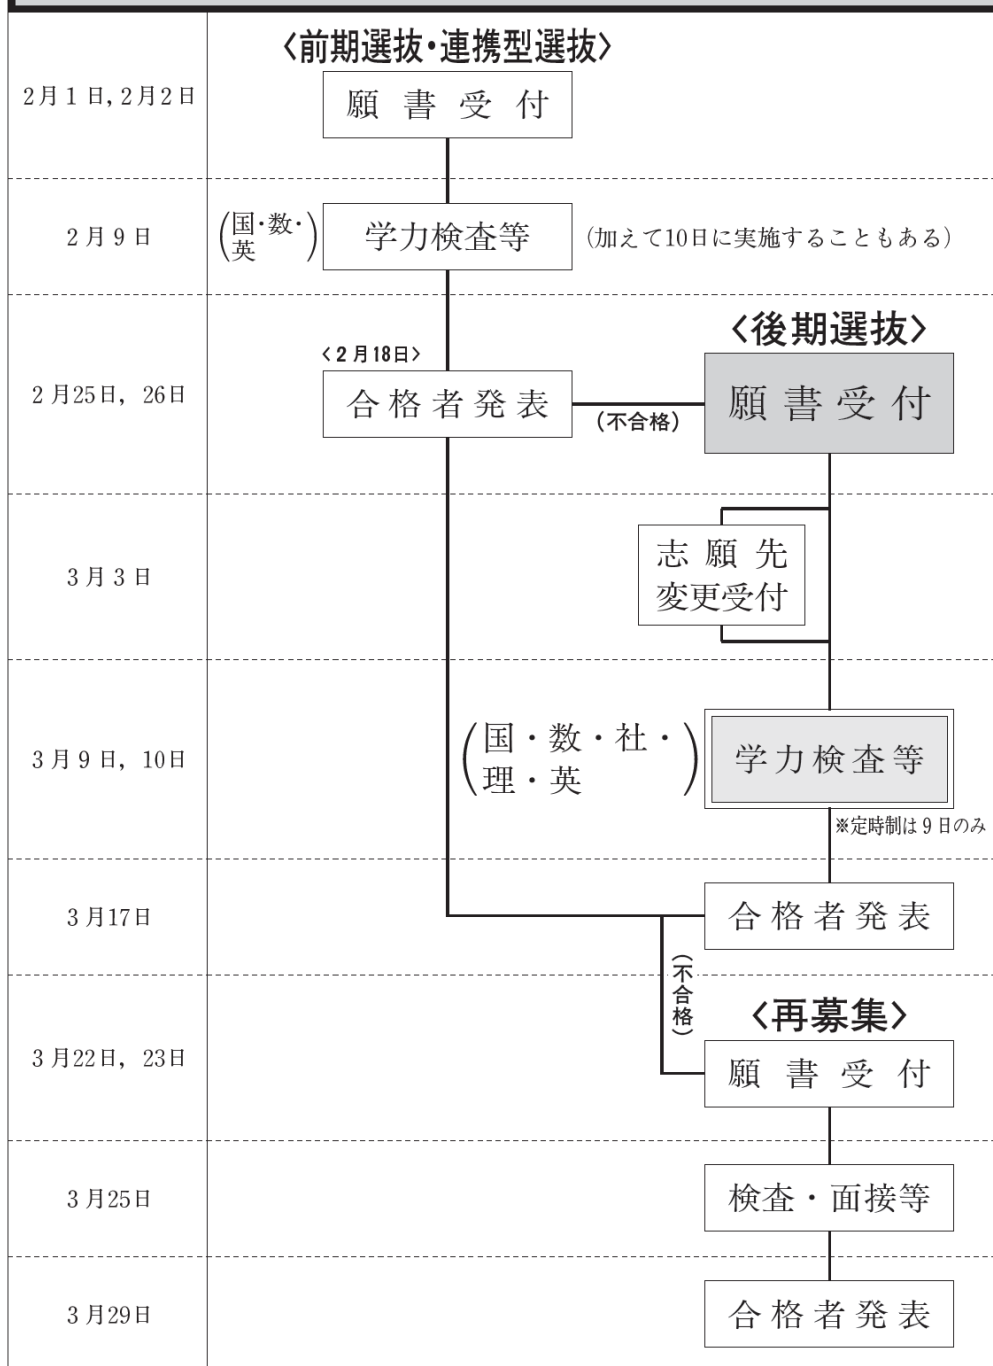 〈前期選抜・連携型選抜〉
2月1日,2月2日
願書受付
2月9日
(国・数・
英)
学力検査等
(加えて10日に実施することもある)
〈後期選抜〉
〈2月18日〉
2月25日, 26日
合格者発表
(不合格)
願書受付
3月3日
志願先
変更受付
3月9日, 10日
(国・数・社・
理・英)
学力検査等
※定時制は9日のみ
3月17日
合格者発表
(不合格)
〈再募集〉
3月22日, 23日
願書受付
3月25日
検査・面接等
3月29日
合格者発表